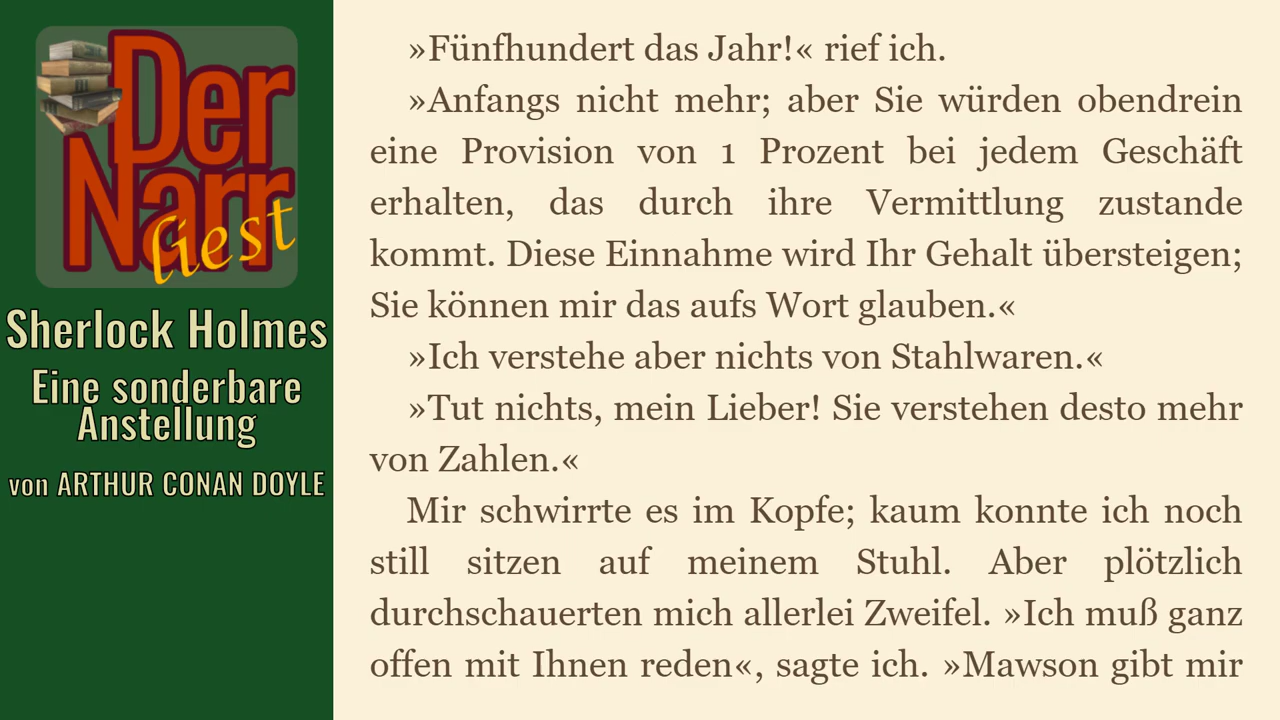 Der
Narr
liest
Sherlock Holmes
Eine sonderbare
Anstellung
von ARTHUR CONAN DOYLE
»Fünfhundert das Jahr!« rief ich.
»Anfangs nicht mehr; aber Sie würden obendrein
eine Provision von 1 Prozent bei jedem Geschäft
erhalten, das durch ihre Vermittlung zustande
kommt. Diese Einnahme wird Ihr Gehalt übersteigen;
Sie können mir das aufs Wort glauben.«
»Ich verstehe aber nichts von Stahlwaren.«
»Tut nichts, mein Lieber! Sie verstehen desto mehr
von Zahlen.«
Mir schwirrte es im Kopfe; kaum konnte ich noch
still sitzen auf meinem Stuhl. Aber plötzlich
durchschauerten mich allerlei Zweifel. »Ich muß ganz
offen mit Ihnen reden«, sagte ich. »Mawson gibt mir